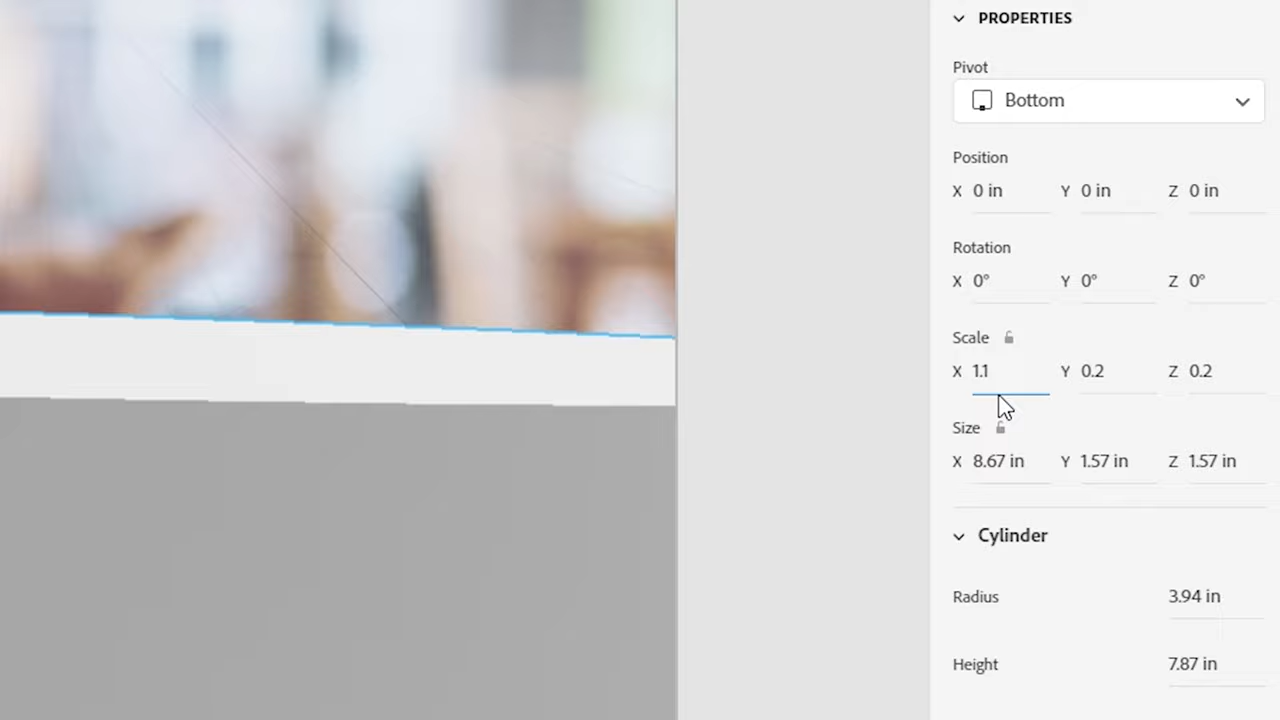 PROPERTIES
Pivot
Bottom
Position
X 0 in Y 0 in Z 0 in
Rotation
X 0° Y 0° Z 0°
Scale
X 1.1 Y 0.2 Z 0.2
Size
X 8.67 in Y 1.57 in Z 1.57 in
Cylinder
Radius 3.94 in
Height 7.87 in